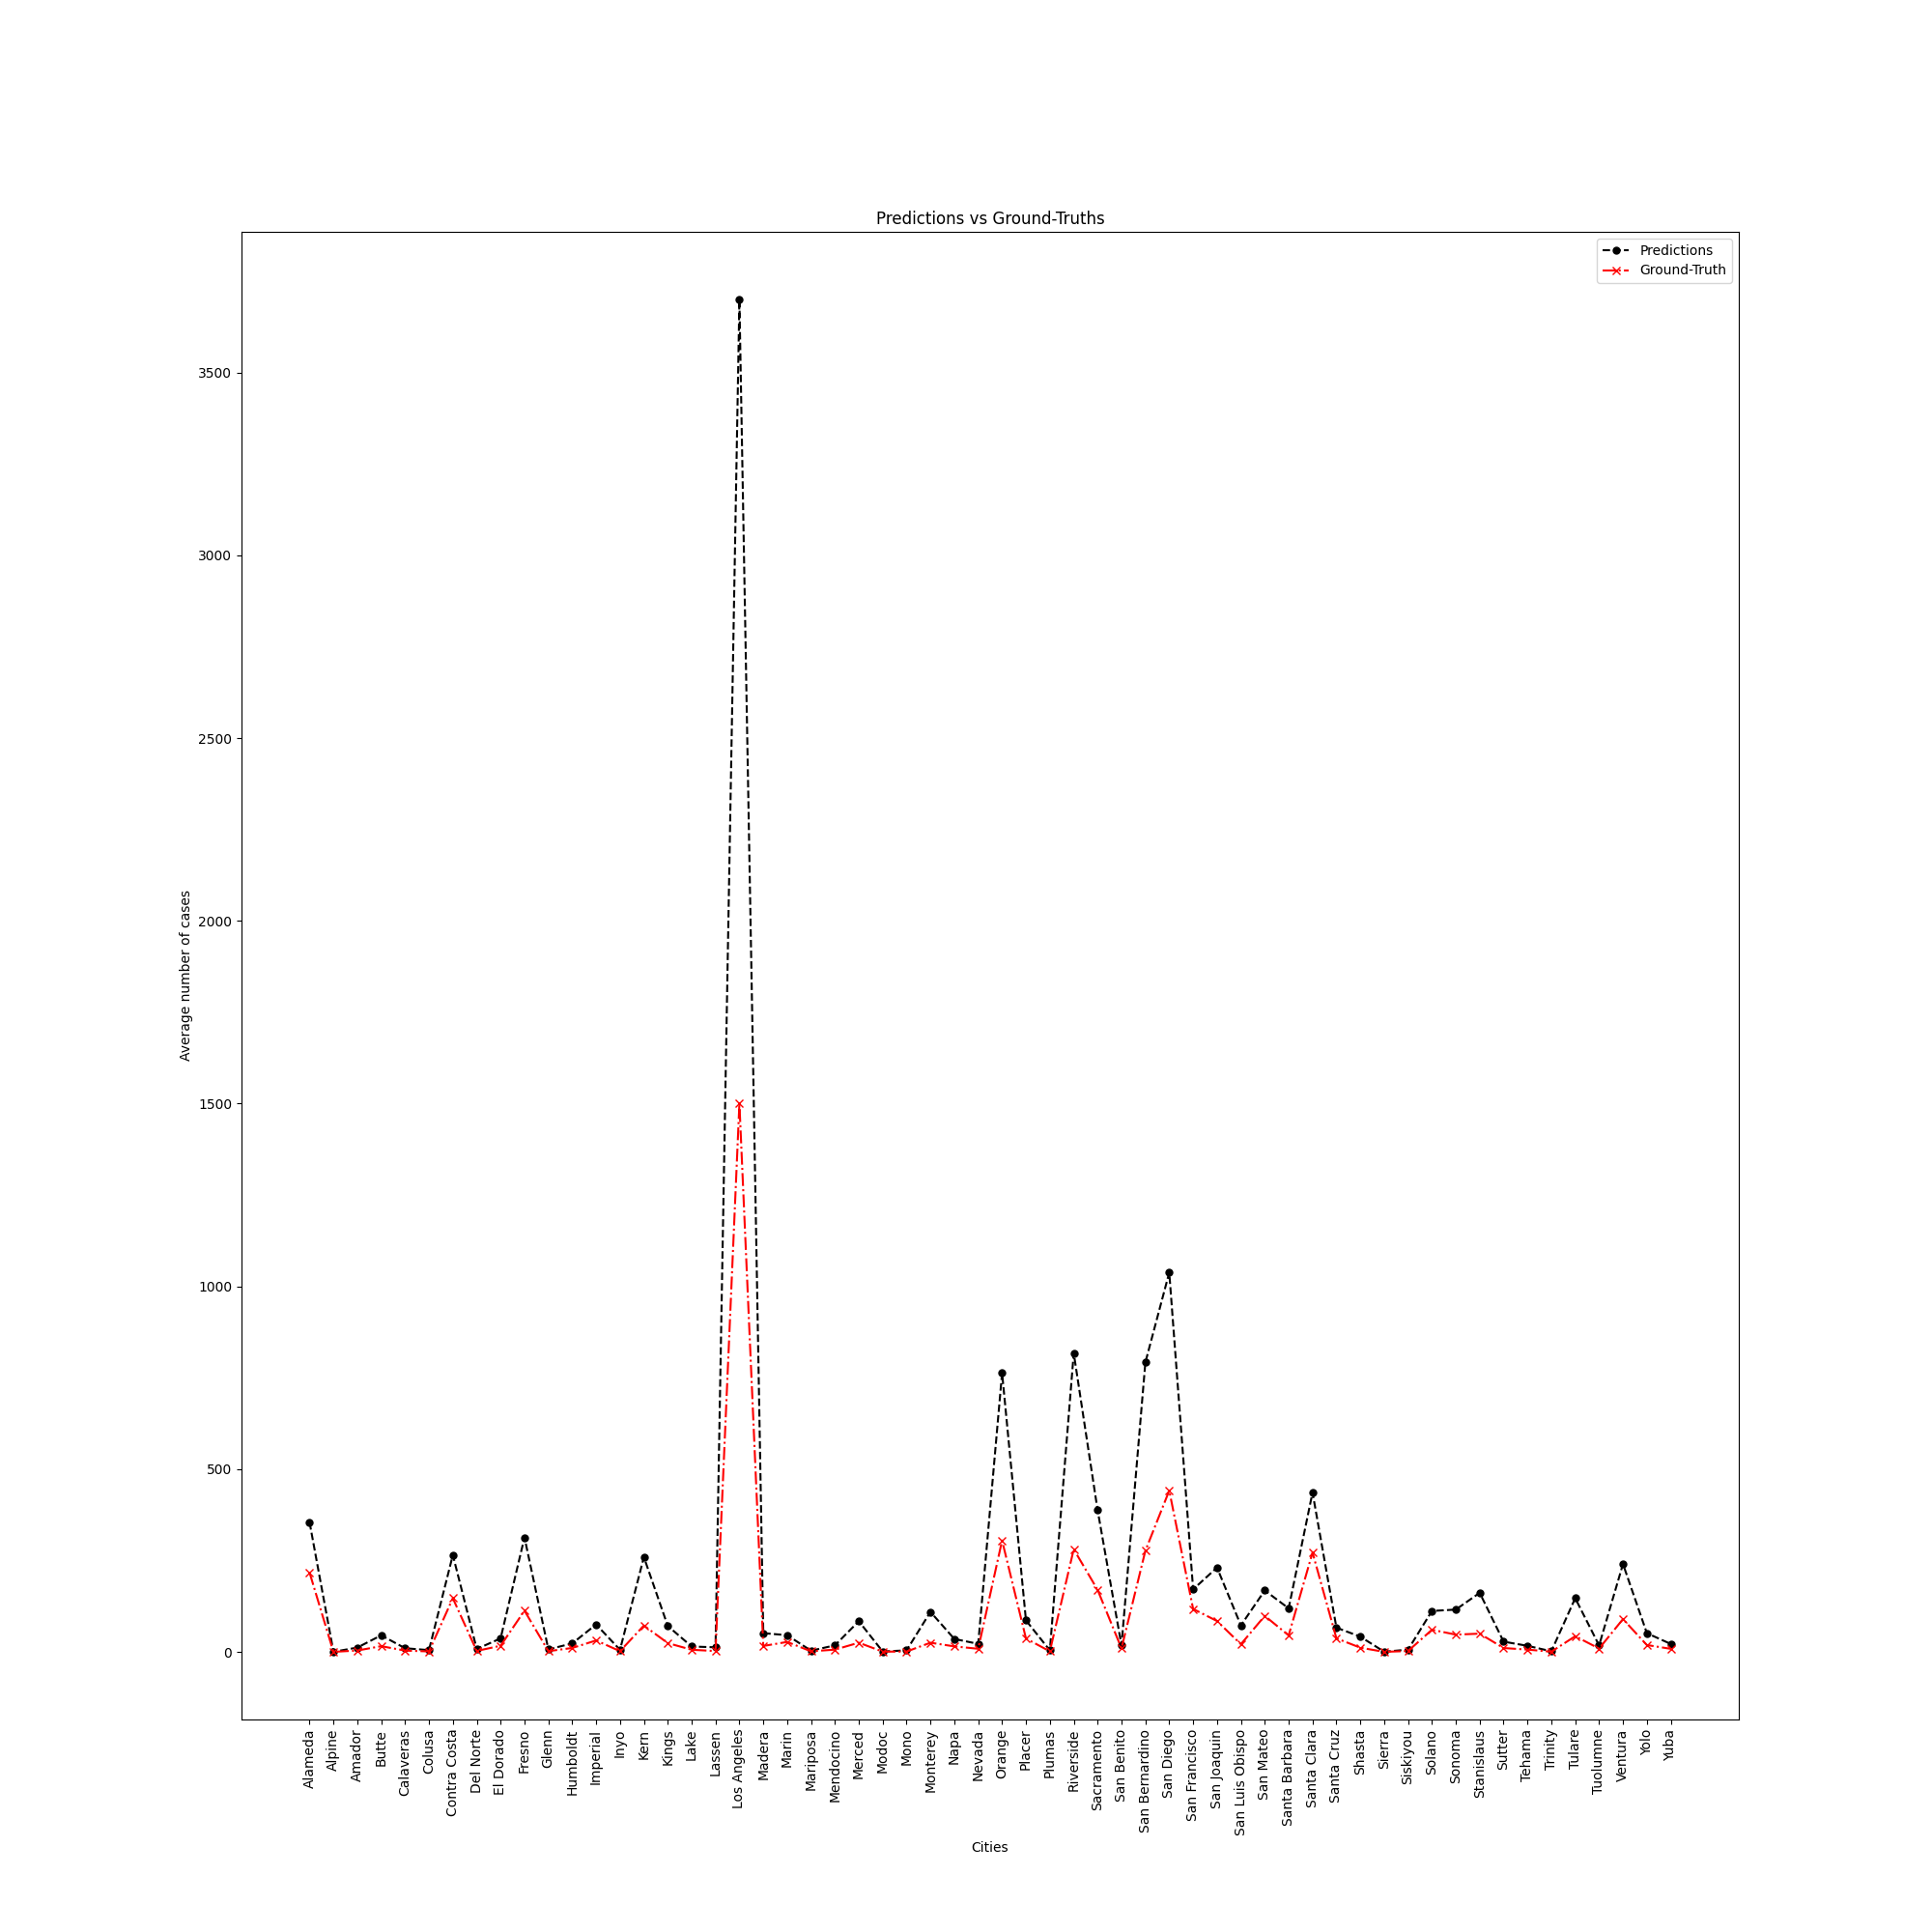 Predictions vs Ground-Truths
Predictions
Ground-Truth
3500
3000
2500
2000
1500
1000
500
0
Average number of cases
Alameda
Alpine
Amador
Butte
Calaveras
Colusa
Contra Costa
Del Norte
El Dorado
Fresno
Glenn
Humboldt
Imperial
Inyo
Kern
Kings
Lake
Lassen
Los Angeles
Madera
Marin
Mariposa
Mendocino
Merced
Modoc
Mono
Monterey
Napa
Nevada
Orange
Placer
Plumas
Riverside
Sacramento
San Benito
San Bernardino
San Diego
San Francisco
San Joaquin
San Luis Obispo
San Mateo
Santa Barbara
Santa Clara
Santa Cruz
Shasta
Sierra
Siskiyou
Solano
Sonoma
Stanislaus
Sutter
Tehama
Trinity
Tulare
Tuolumne
Ventura
Yolo
Yuba
Cities